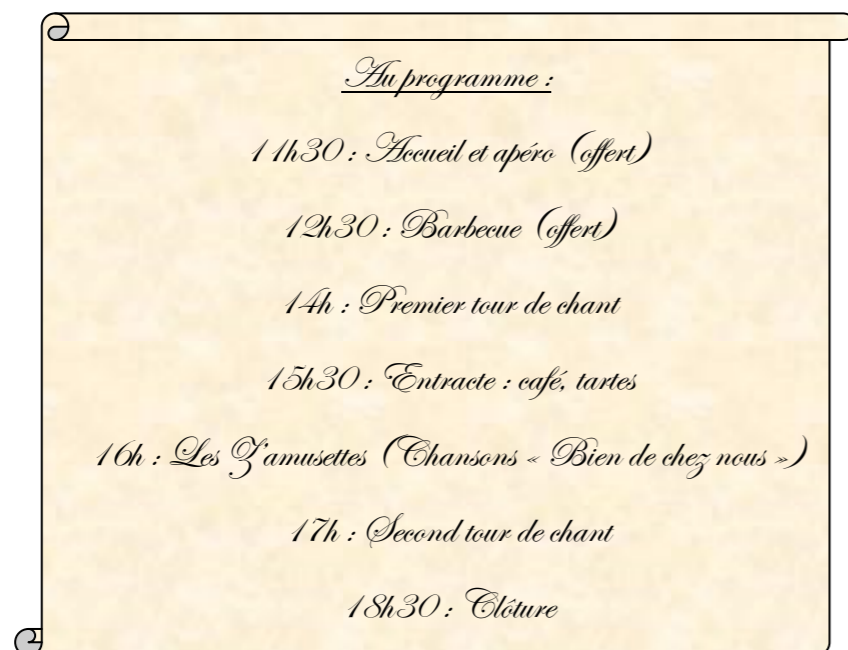 Au programme :
11h30 : Accueil et apéro (offert)
12h30 : Barbecue (offert)
14h : Premier tour de chant
15h30 : Entracte : café, tartes
16h : Les Z'amusettes (Chansons « Bien de chez nous »)
17h : Second tour de chant
18h30 : Clôture